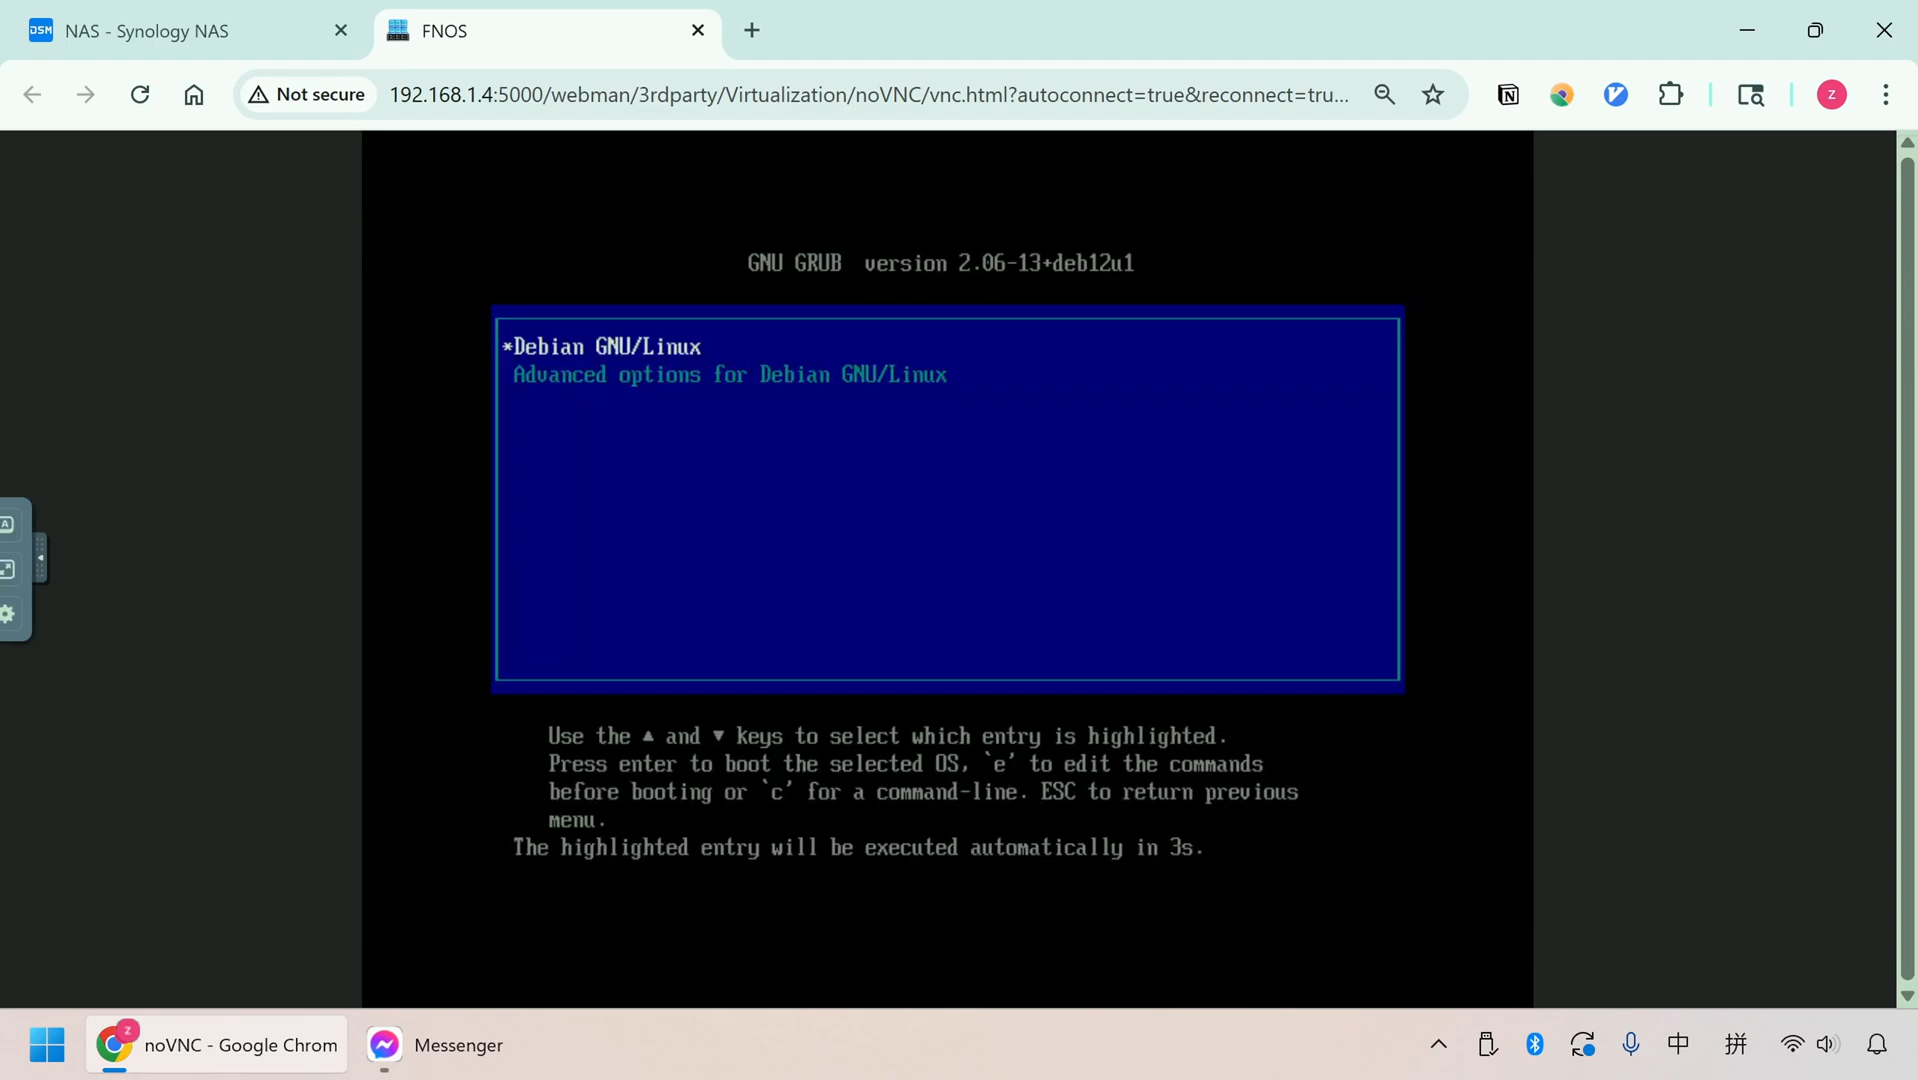 DSM NAS - Synology NAS
FNOS
Not secure 192.168.1.4:5000/webman/3rdparty/Virtualization/noVNC/vnc.html?autoconnect=true&reconnect=tru...
z
GNU GRUB version 2.06-13+deb12u1
*Debian GNU/Linux
Advanced options for Debian GNU/Linux
A
Use the ▲ and ▼ keys to select which entry is highlighted.
Press enter to boot the selected OS, `e' to edit the commands
before booting or `c' for a command-line. ESC to return previous
menu.
The highlighted entry will be executed automatically in 3s.
z noVNC - Google Chrom
Messenger
中 拼